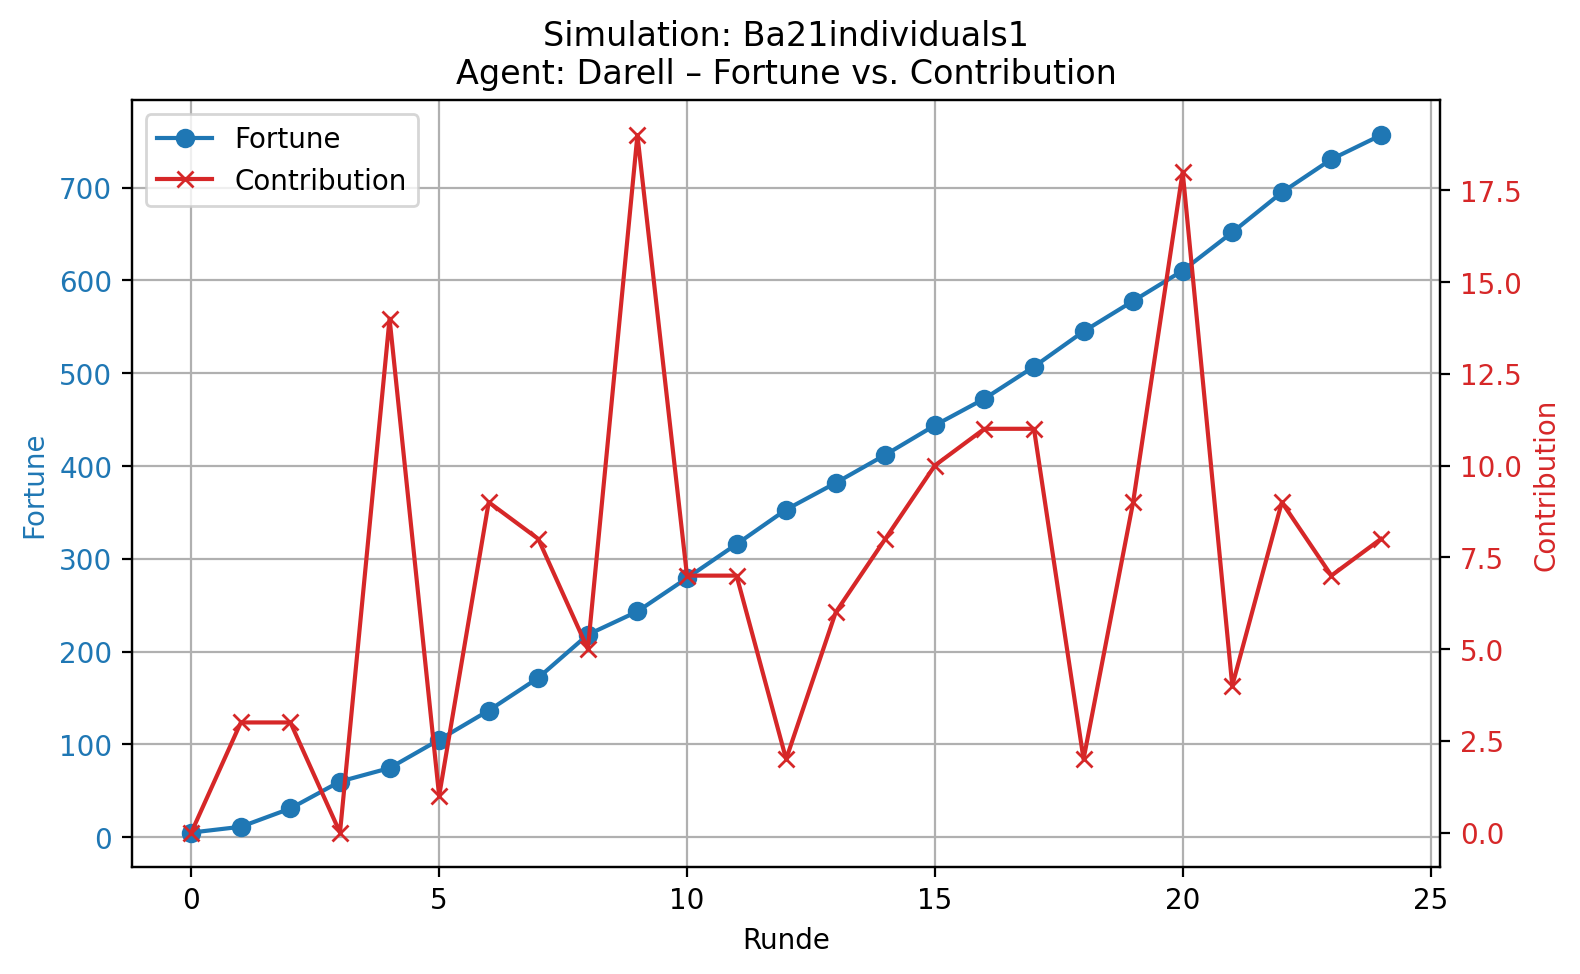 Simulation: Ba21individuals1
Agent: Darell – Fortune vs. Contribution
Fortune
Contribution
700
600
500
400
300
200
100
0
Fortune
17.5
15.0
12.5
10.0
7.5
5.0
2.5
0.0
Contribution
0 5 10 15 20 25
Runde